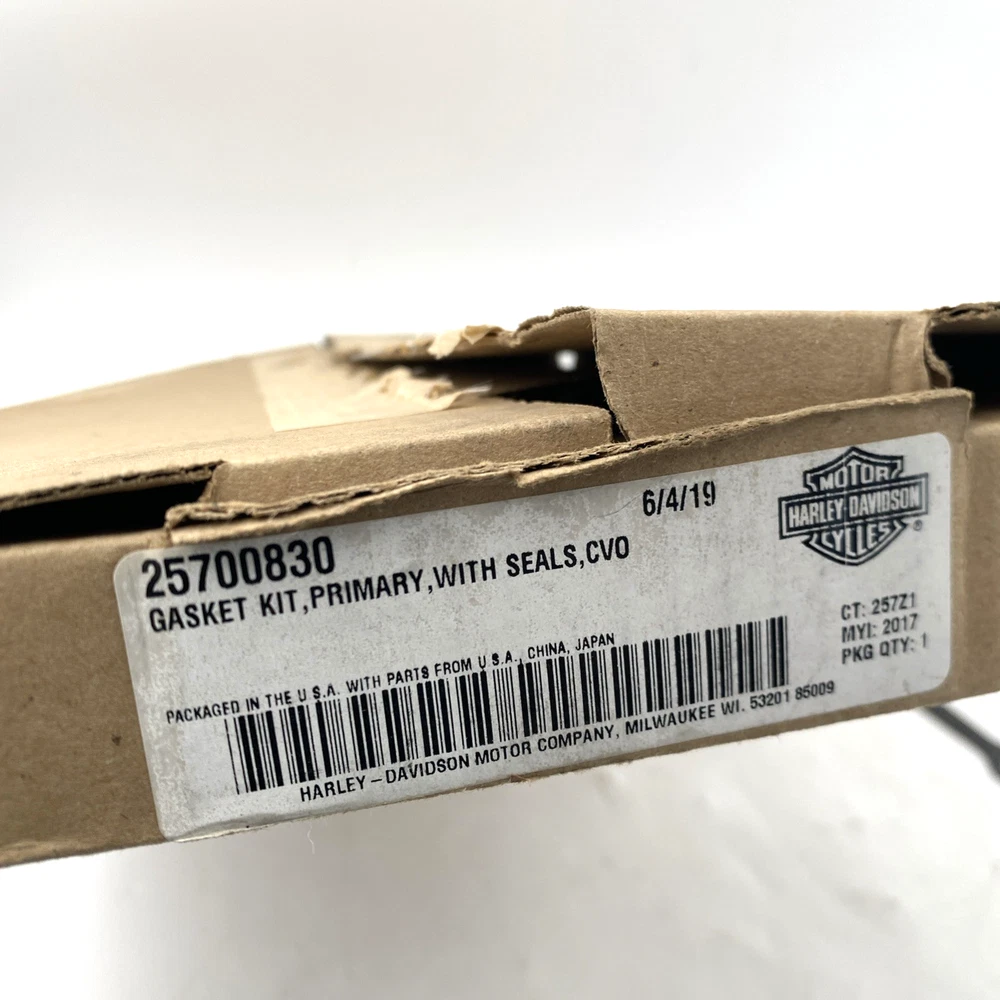 6/4/19
MOTOR
HARLEY-DAVIDSON
CYCLES
®
25700830
GASKET KIT,PRIMARY,WITH SEALS,CVO
CT: 257Z1
MYI: 2017
PKG QTY: 1
PACKAGED IN THE U.S.A. WITH PARTS FROM U.S.A., CHINA, JAPAN
HARLEY-DAVIDSON MOTOR COMPANY, MILWAUKEE WI. 53201 85009